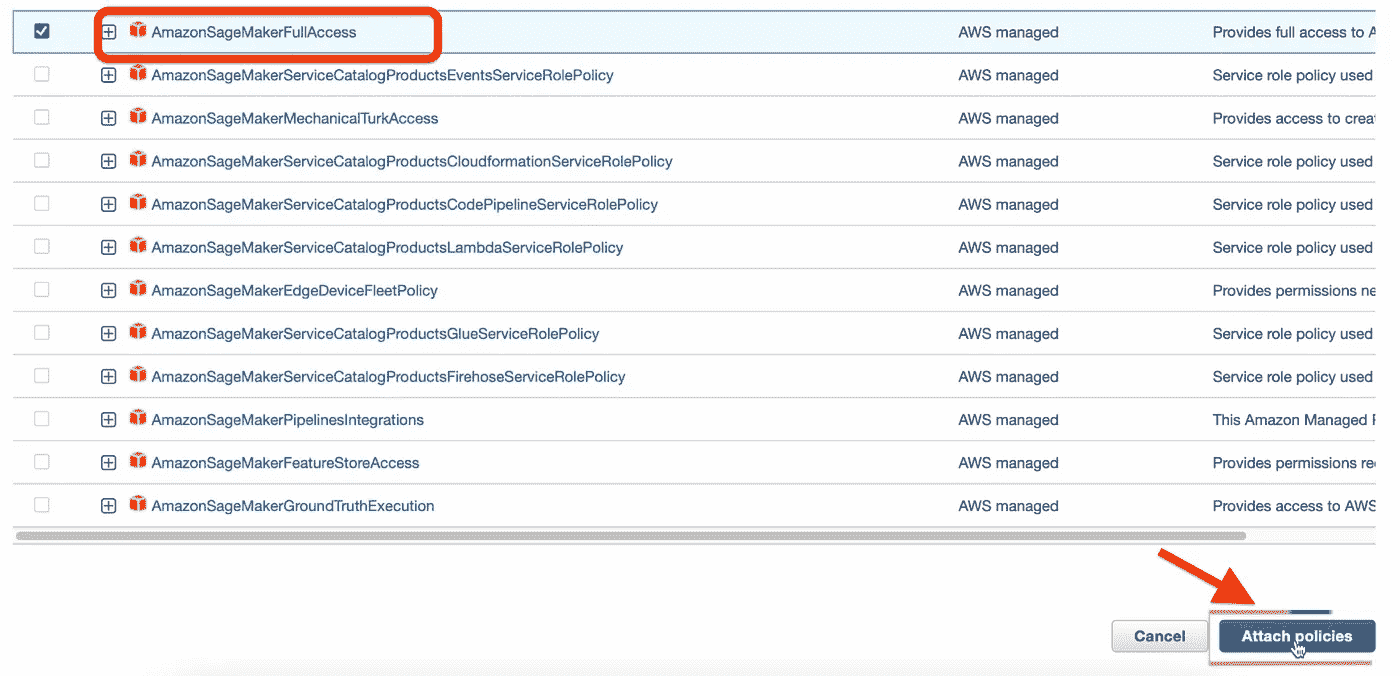 AmazonSageMakerFullAccess AWS managed Provides full access to
AmazonSageMakerServiceCatalogProductsEventsServiceRolePolicy AWS managed Service role policy used
AmazonSageMakerMechanicalTurkAccess AWS managed Provides access to
AmazonSageMakerServiceCatalogProductsCloudformationServiceRolePolicy AWS managed Service role policy used
AmazonSageMakerServiceCatalogProductsCodePipelineServiceRolePolicy AWS managed Service role policy used
AmazonSageMakerServiceCatalogProductsLambdaServiceRolePolicy AWS managed Service role policy used
AmazonSageMakerEdgeDeviceFleetPolicy AWS managed Provides permissions
AmazonSageMakerServiceCatalogProductsGlueServiceRolePolicy AWS managed Service role policy used
AmazonSageMakerServiceCatalogProductsFirehoseServiceRolePolicy AWS managed Service role policy used
AmazonSageMakerPipelinesIntegrations AWS managed This Amazon Managed
AmazonSageMakerFeatureStoreAccess AWS managed Provides permissions
AmazonSageMakerGroundTruthExecution AWS managed Provides access to AWS
Cancel Attach policies